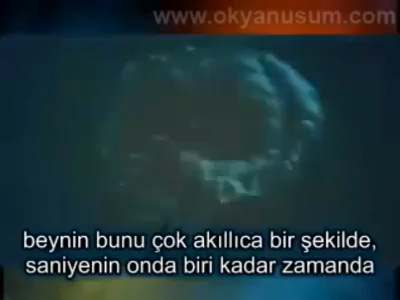 www.okyanusum.com
beynin bunu çok akıllıca bir şekilde,
saniyenin onda biri kadar zamanda